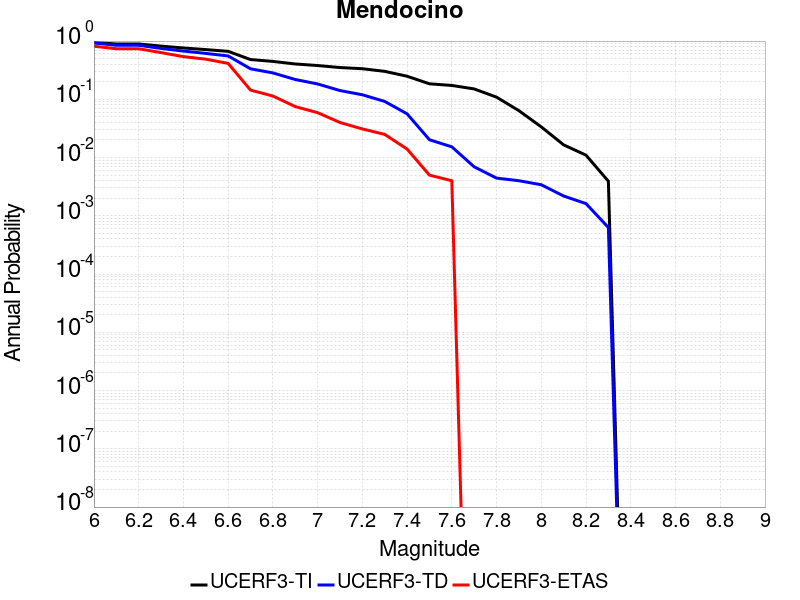 Mendocino
10^0
10^-1
10^-2
10^-3
10^-4
10^-5
10^-6
10^-7
10^-8
Annual Probability
6 6.2 6.4 6.6 6.8 7 7.2 7.4 7.6 7.8 8 8.2 8.4 8.6 8.8 9
Magnitude
UCERF3-TI UCERF3-TD UCERF3-ETAS